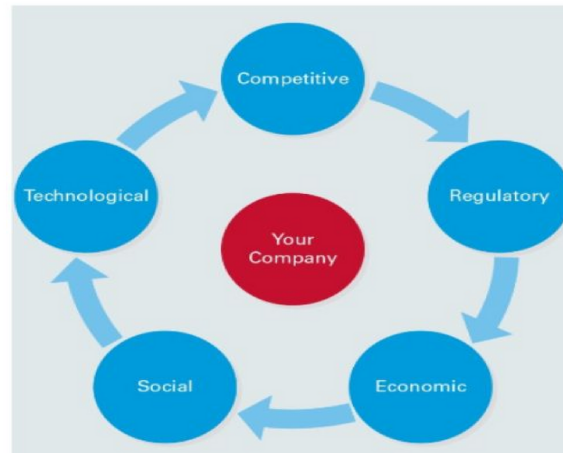 Competitive
Technological
Regulatory
Your
Company
Social
Economic